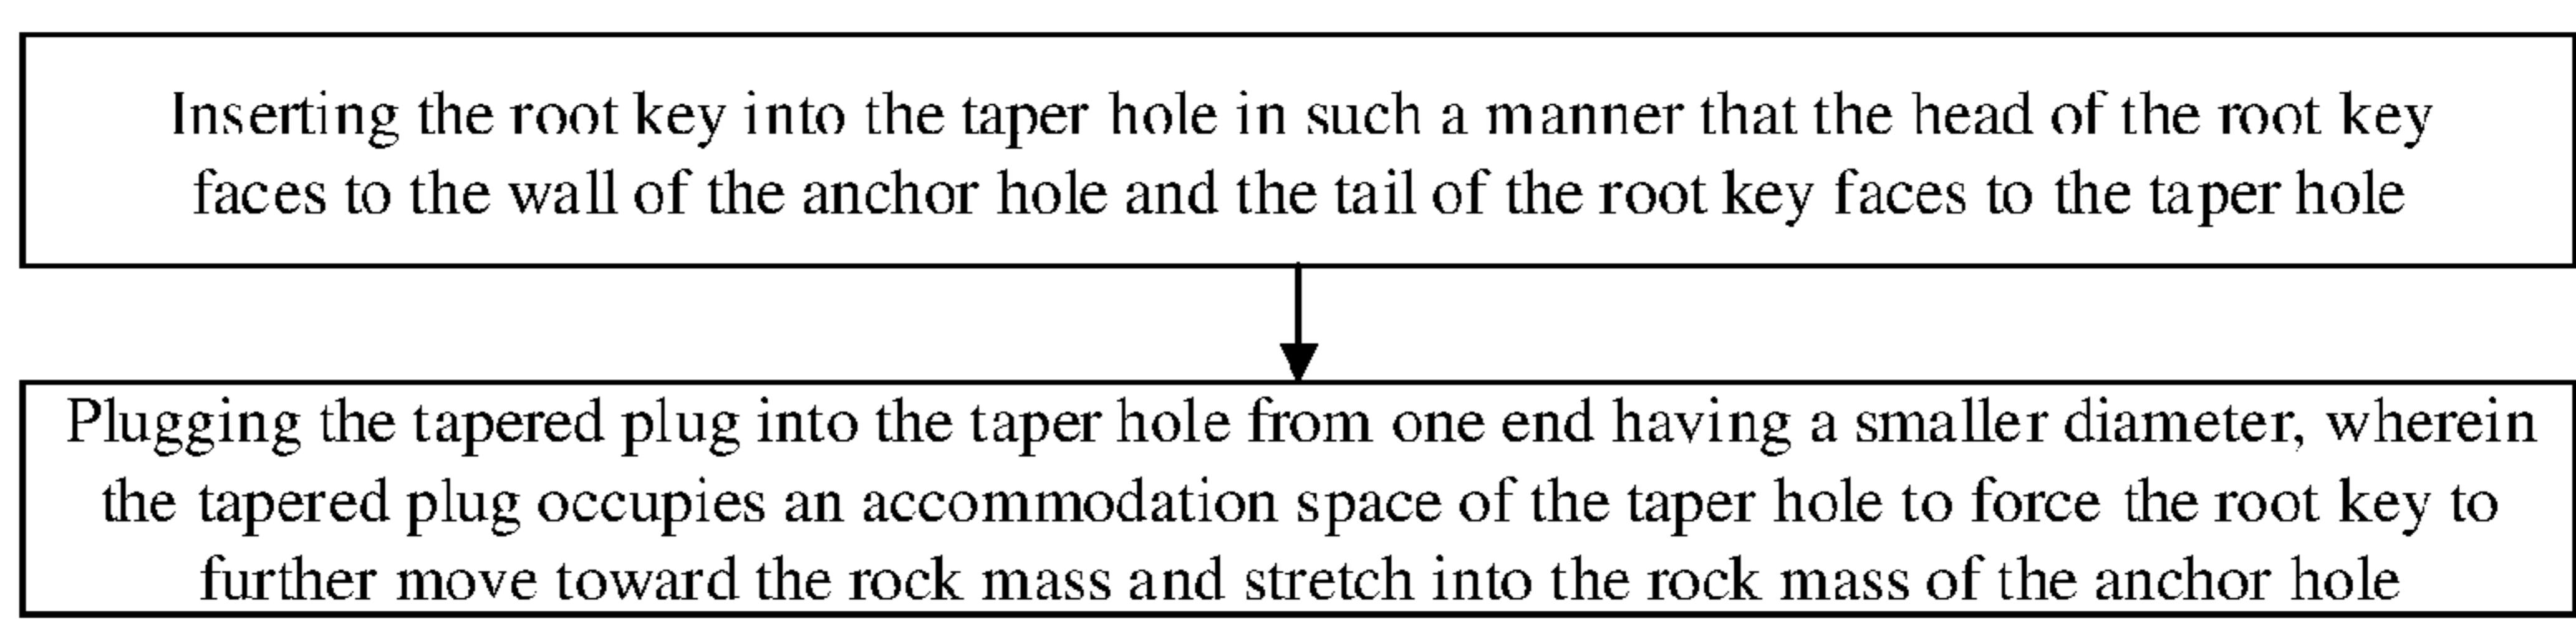 Inserting the root key into the taper hole in such a manner that the head of the root key
faces to the wall of the anchor hole and the tail of the root key faces to the taper hole
Plugging the tapered plug into the taper hole from one end having a smaller diameter, wherein
the tapered plug occupies an accommodation space of the taper hole to force the root key to
further move toward the rock mass and stretch into the rock mass of the anchor hole